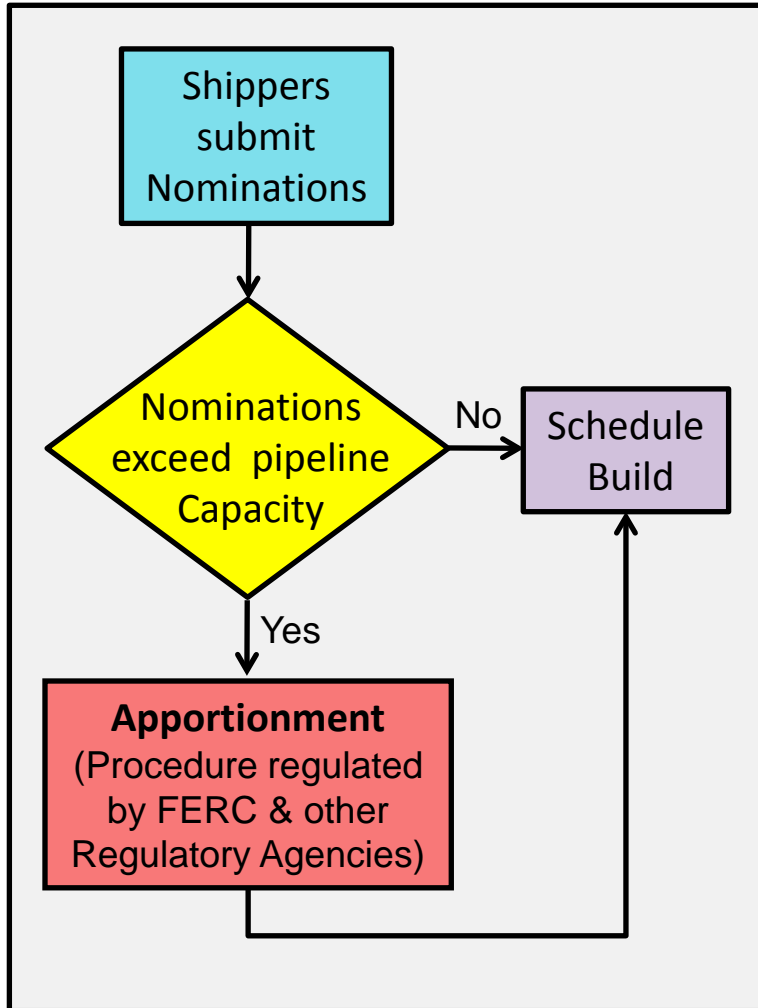 Shippers
submit
Nominations
Nominations
exceed pipeline
Capacity
No
Schedule
Build
Yes
Apportionment
(Procedure regulated
by FERC & other
Regulatory Agencies)